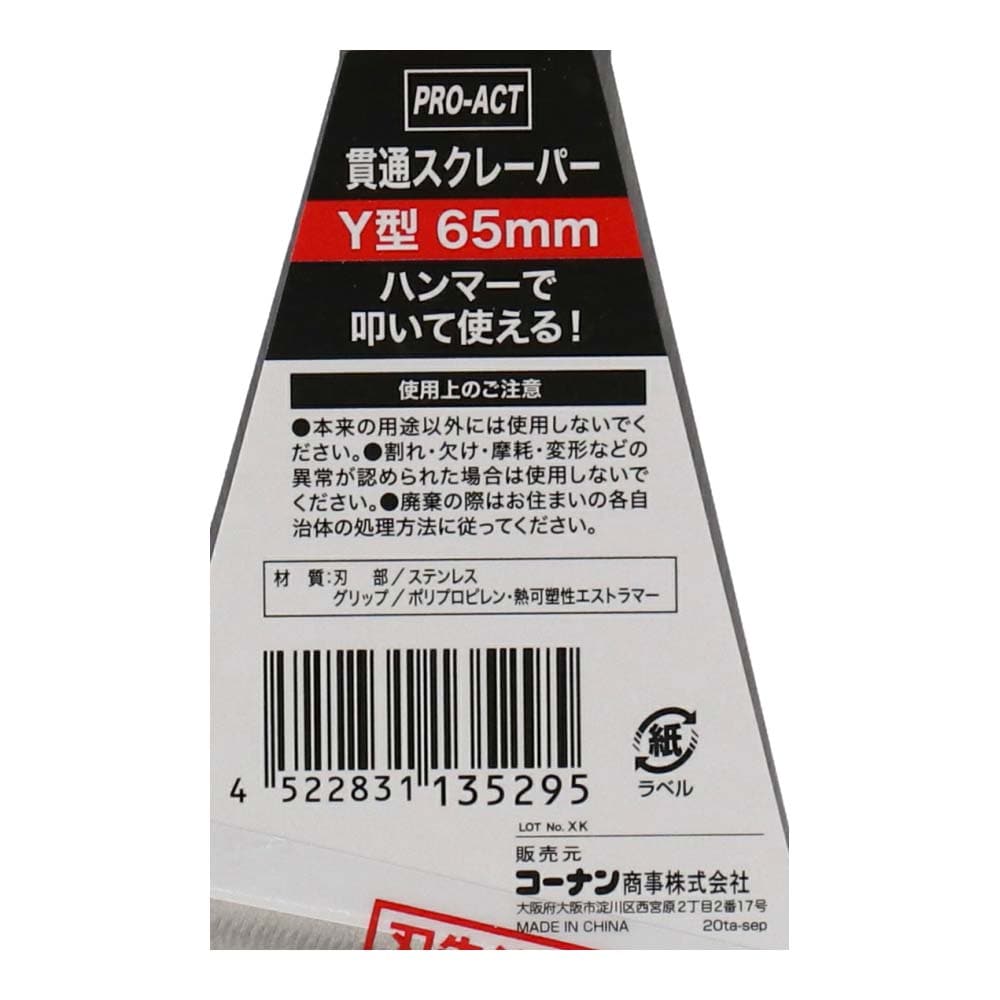 PRO-ACT
貫通スクレーパー
Y型 65mm
ハンマーで
叩いて使える!
使用上のご注意
●本来の用途以外には使用しないでく
ださい。●割れ・欠け・摩耗・変形などの
異常が認められた場合は使用しないで
ください。●廃棄の際はお住まいの各自
治体の処理方法に従ってください。
材 質:刃 部/ステンレス
グリップ/ポリプロピレン・熱可塑性エストラマー
4 522831 135295
紙
ラベル
LOT No. XK
販売元
コーナン商事株式会社
大阪府大阪市淀川区西宮原2丁目2番17号
MADE IN CHINA 20ta-sep